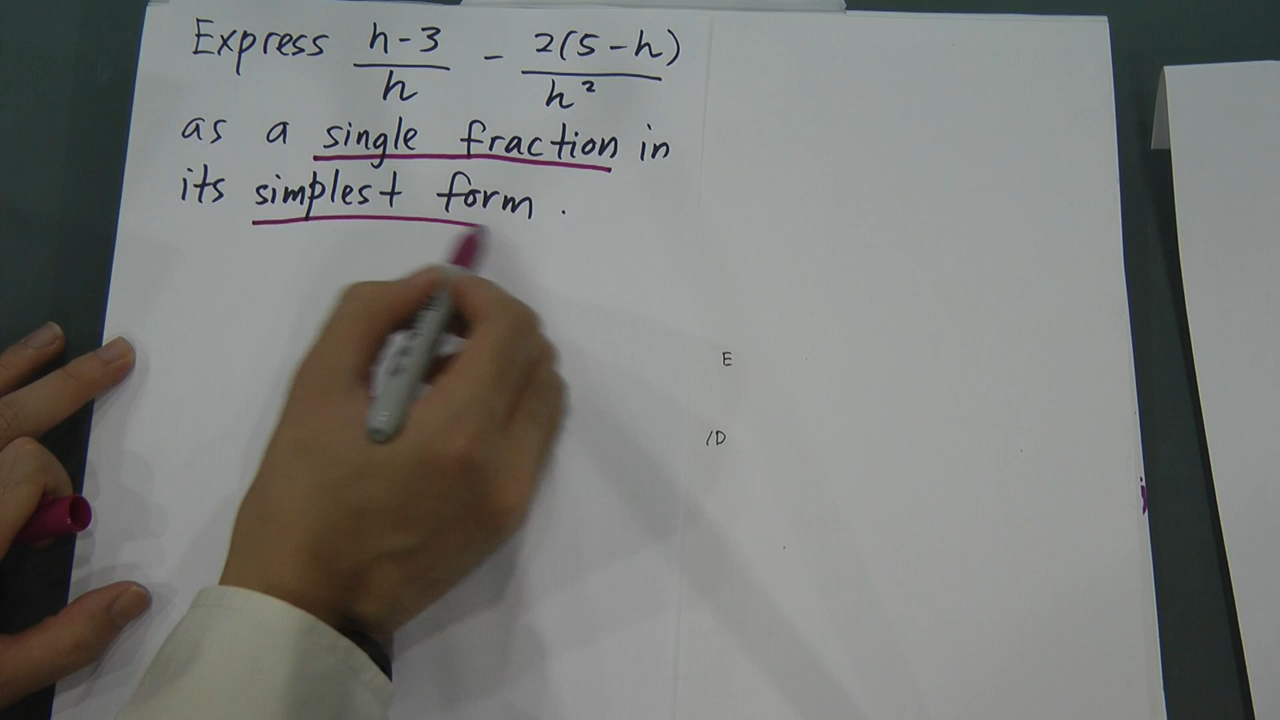 Express h-3/h - 2(5-h)/h²
as a single fraction in
its simplest form.
E
/D